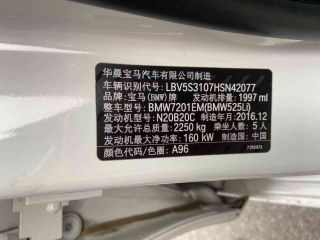 华晨宝马汽车有限公司制造
车辆识别代号: LBV5S3107HSN42077
品牌: 宝马(BMW)牌 发动机排量: 1997 ml
整车型号: BMW7201EM(BMW525Li)
发动机型号: N20B20C 制造年月: 2016.12
最大允许总质量: 2250 kg 乘坐人数: 5 人
发动机最大净功率: 160 kW 制造国: 中国
颜色代码/色圈: A96